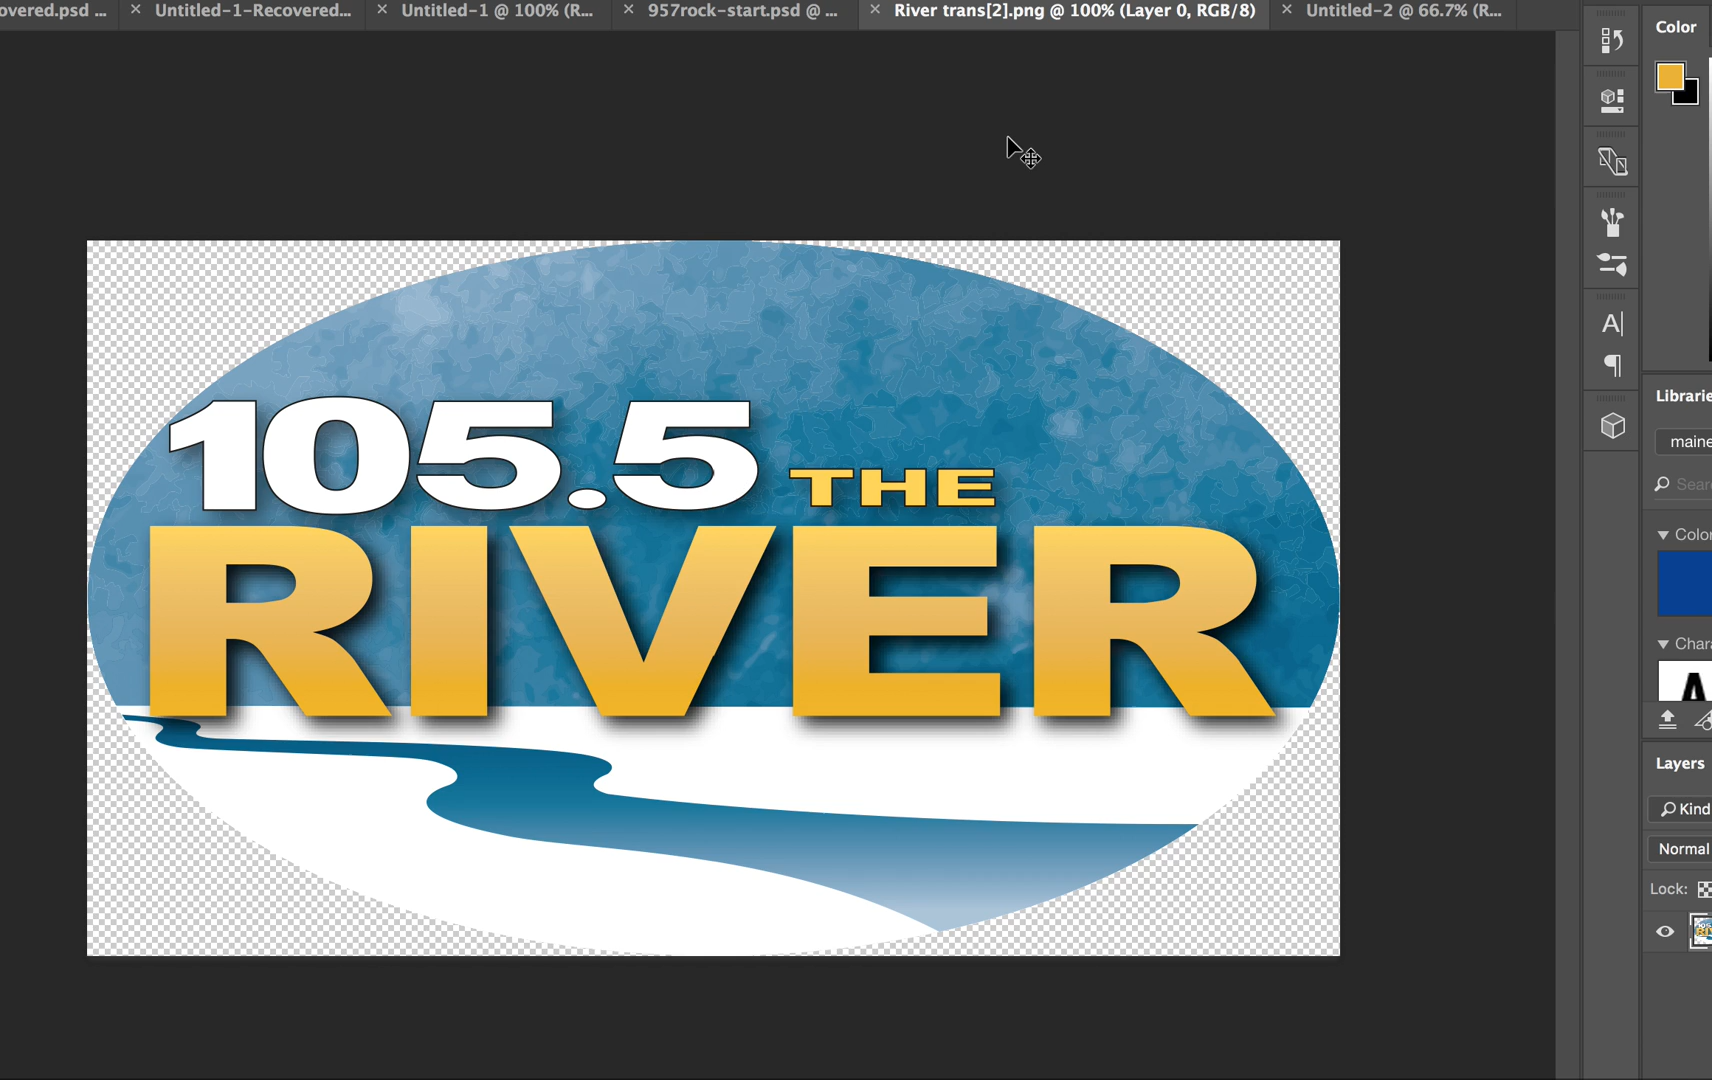 overed.psd ... × Untitled-1-Recovered... × Untitled-1 @ 100% (R... × 957rock-start.psd @ ... × River trans[2].png @ 100% (Layer 0, RGB/8) × Untitled-2 @ 66.7% (R...
Color
105.5 THE
RIVER
A|
Librarie
maine
Sear
Color
Chara
A
Layers
Kind
Normal
Lock: